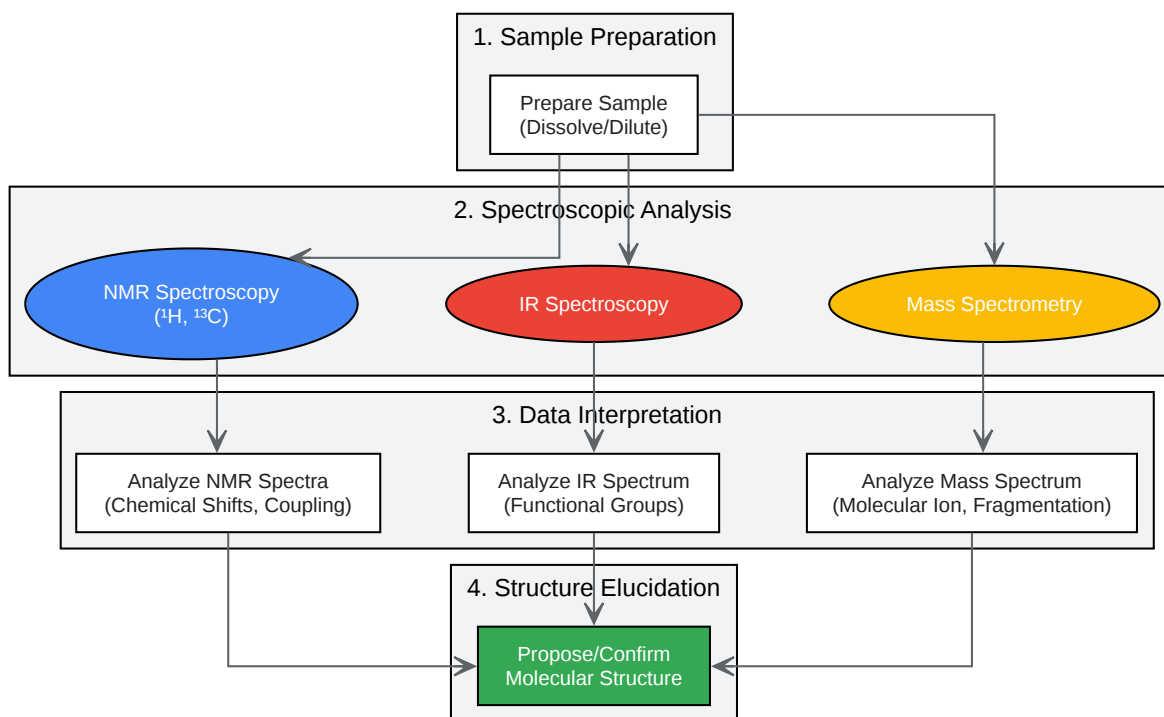 1. Sample Preparation
Prepare Sample
(Dissolve/Dilute)
2. Spectroscopic Analysis
NMR Spectroscopy
(¹H, ¹³C)
IR Spectroscopy
Mass Spectrometry
3. Data Interpretation
Analyze NMR Spectra
(Chemical Shifts, Coupling)
Analyze IR Spectrum
(Functional Groups)
Analyze Mass Spectrum
(Molecular Ion, Fragmentation)
4. Structure Elucidation
Propose/Confirm
Molecular Structure